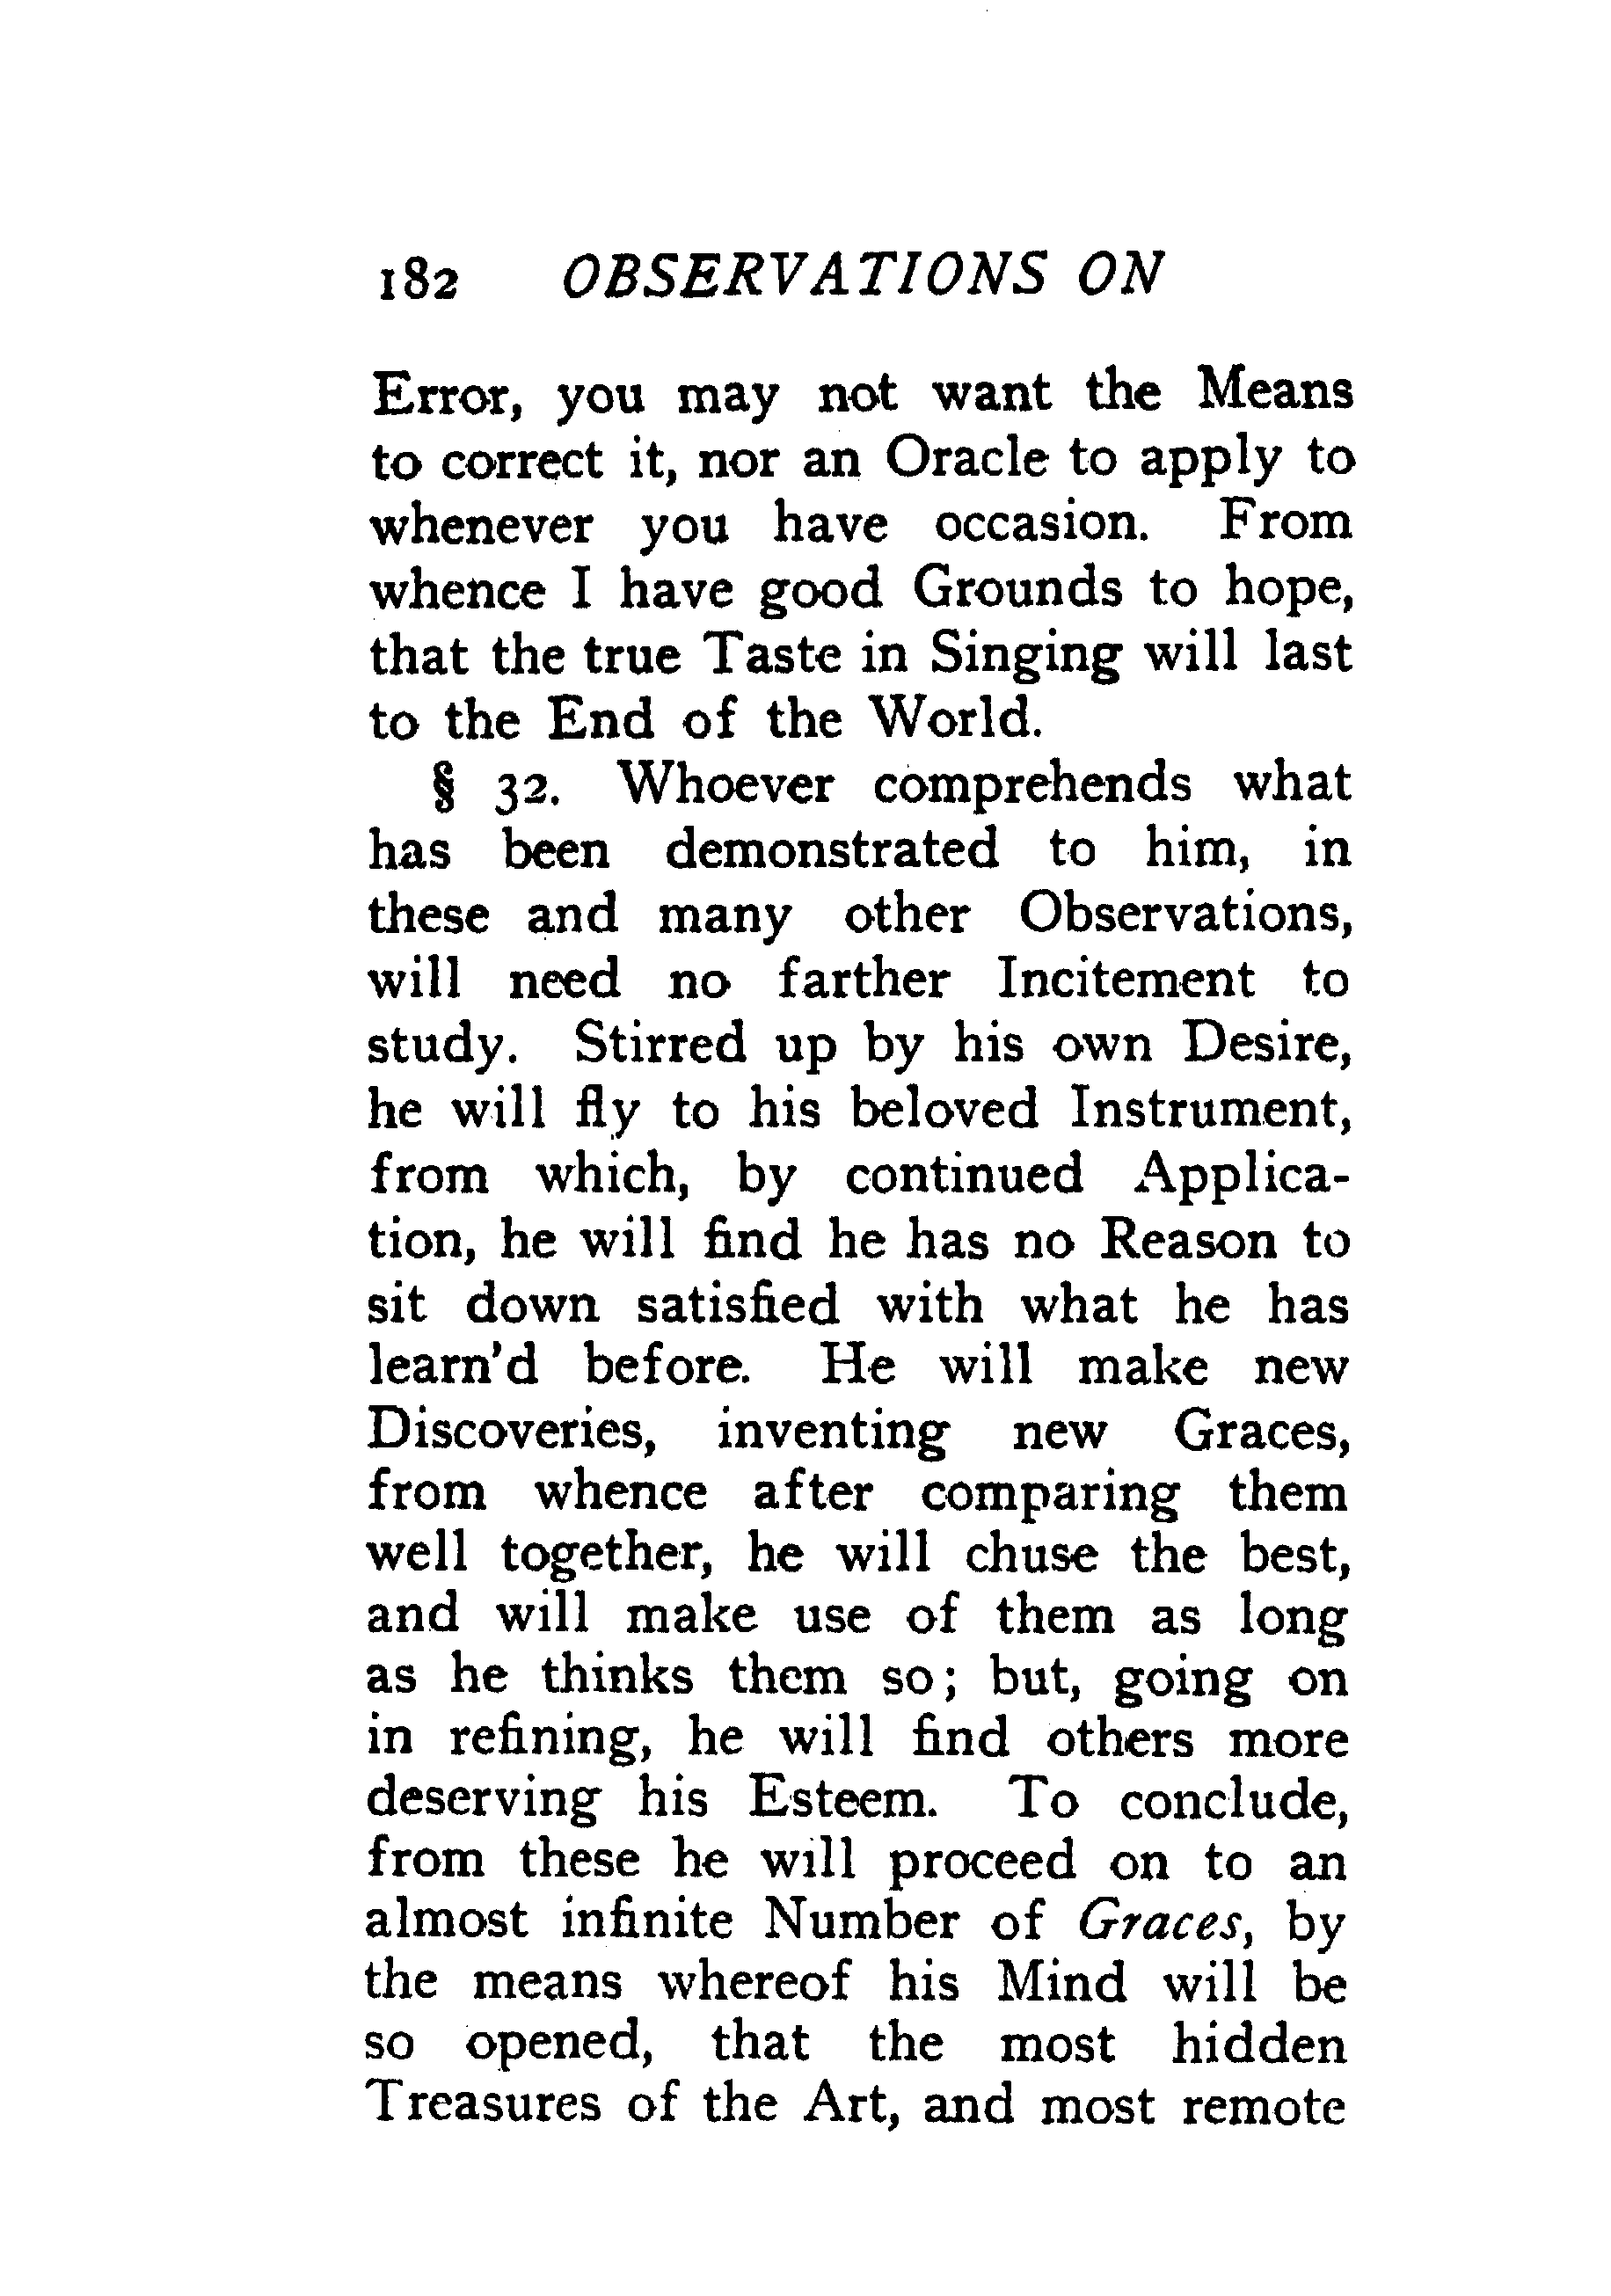 182 OBSERVATIONS ON
Error, you may not want the Means
to correct it, nor an Oracle to apply to
whenever you have occasion. From
whence I have good Grounds to hope,
that the true Taste in Singing will last
to the End of the World.
§ 32. Whoever comprehends what
has been demonstrated to him, in
these and many other Observations,
will need no farther Incitement to
study. Stirred up by his own Desire,
he will fly to his beloved Instrument,
from which, by continued Applica-
tion, he will find he has no Reason to
sit down satisfied with what he has
learn'd before. He will make new
Discoveries, inventing new Graces,
from whence after comparing them
well together, he will chuse the best,
and will make use of them as long
as he thinks them so; but, going on
in refining, he will find others more
deserving his Esteem. To conclude,
from these he will proceed on to an
almost infinite Number of Graces, by
the means whereof his Mind will be
so opened, that the most hidden
Treasures of the Art, and most remote